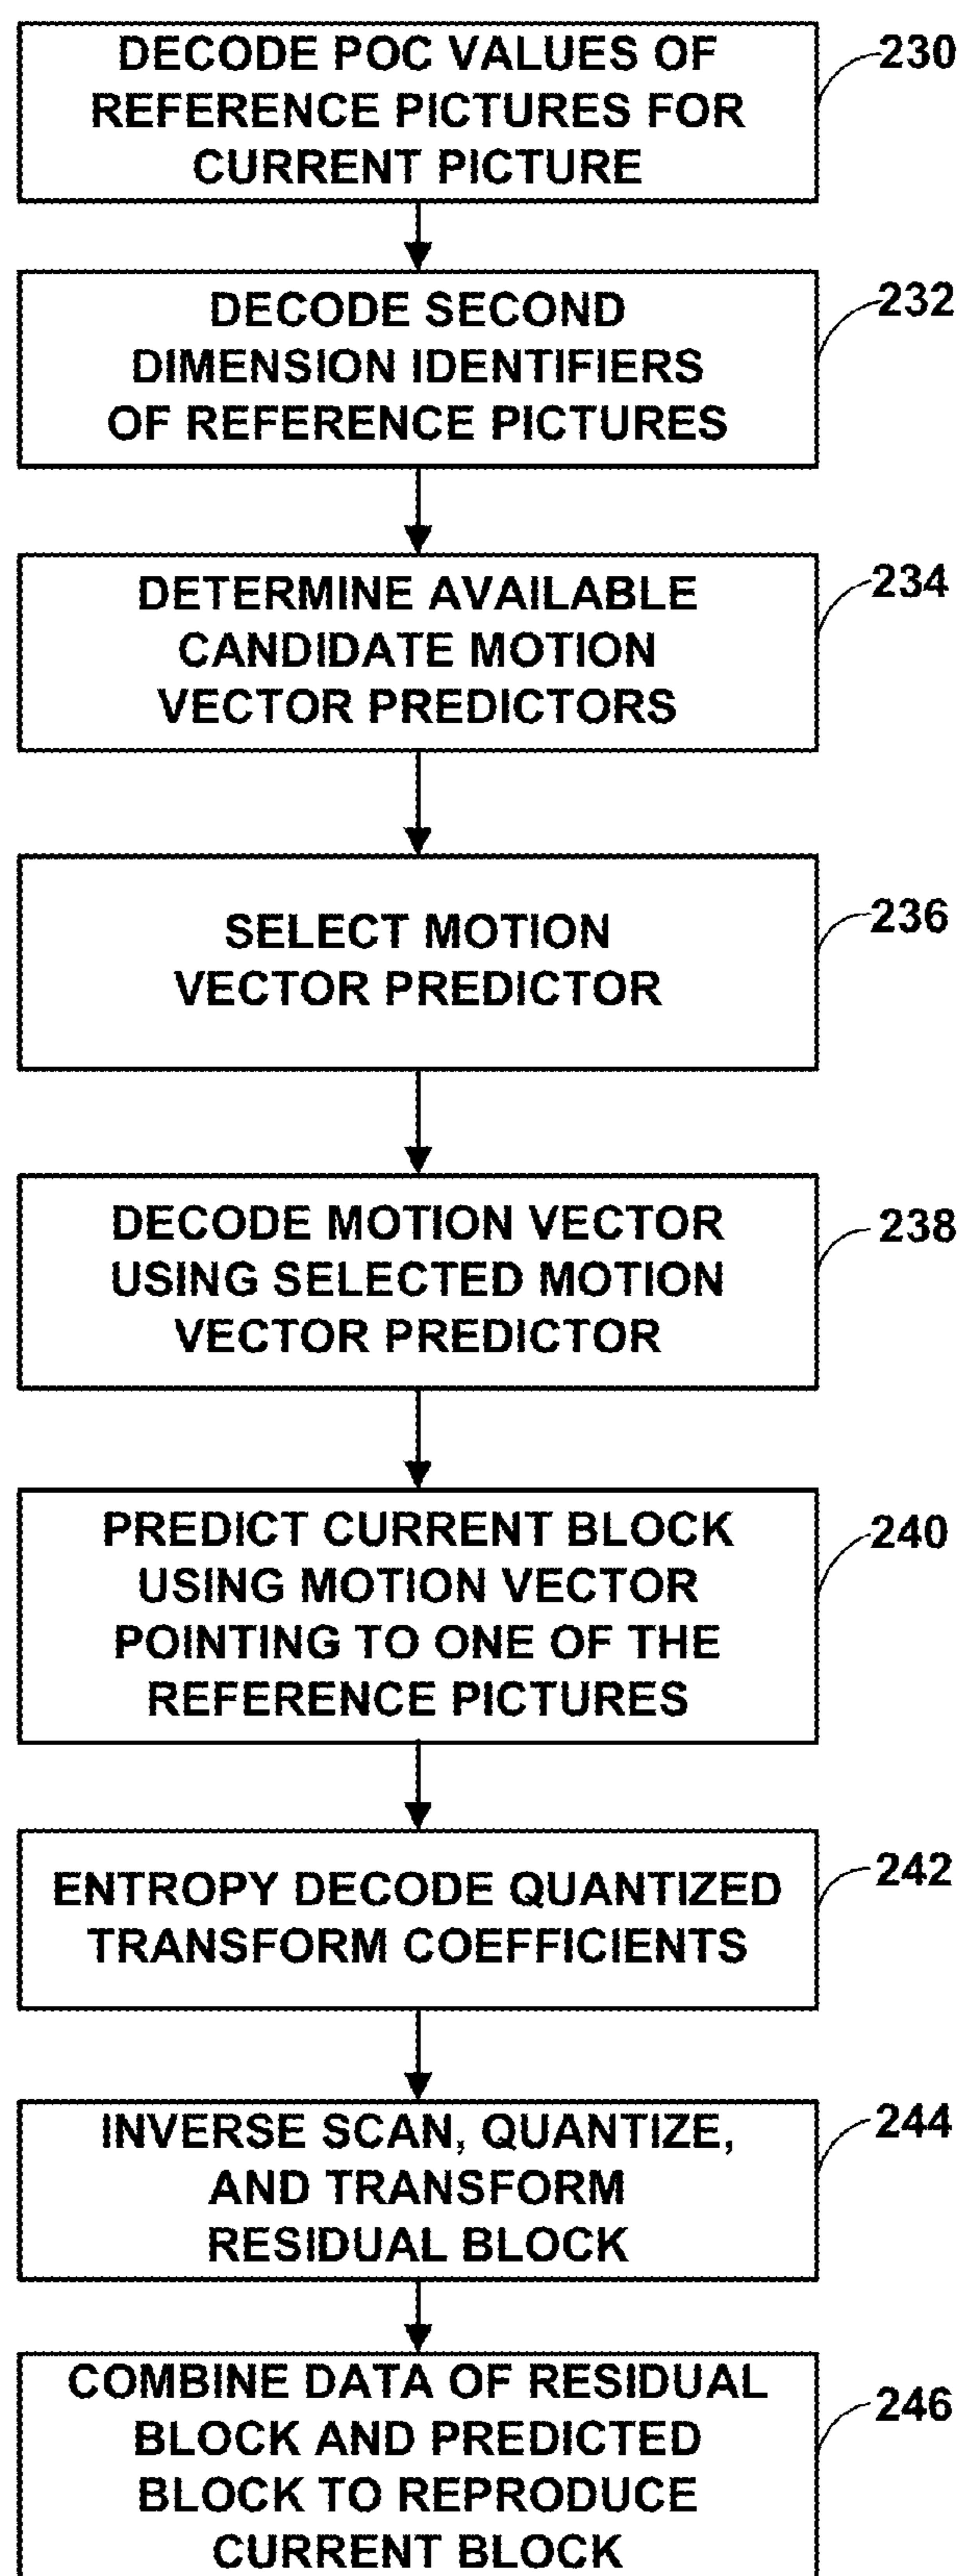 DECODE POC VALUES OF
REFERENCE PICTURES FOR
CURRENT PICTURE
230
DECODE SECOND
DIMENSION IDENTIFIERS
OF REFERENCE PICTURES
232
DETERMINE AVAILABLE
CANDIDATE MOTION
VECTOR PREDICTORS
234
SELECT MOTION
VECTOR PREDICTOR
236
DECODE MOTION VECTOR
USING SELECTED MOTION
VECTOR PREDICTOR
238
PREDICT CURRENT BLOCK
USING MOTION VECTOR
POINTING TO ONE OF THE
REFERENCE PICTURES
240
ENTROPY DECODE QUANTIZED
TRANSFORM COEFFICIENTS
242
INVERSE SCAN, QUANTIZE,
AND TRANSFORM
RESIDUAL BLOCK
244
COMBINE DATA OF RESIDUAL
BLOCK AND PREDICTED
BLOCK TO REPRODUCE
CURRENT BLOCK
246